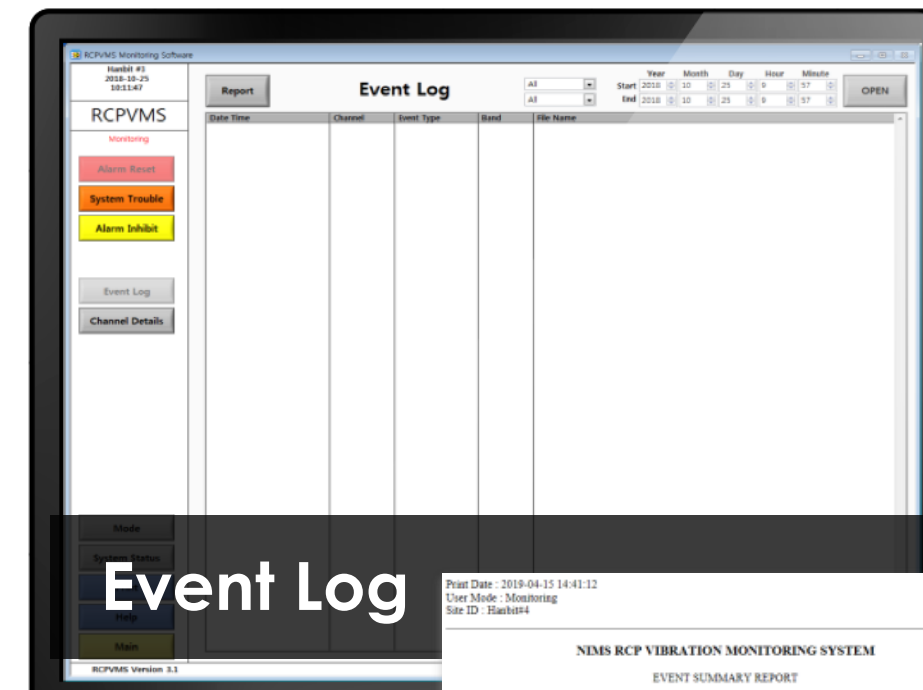 RCPVMS Monitoring Software
Hanbit #3
2018-10-25
10:11:47
RCPVMS
Monitoring
Alarm Reset
System Trouble
Alarm Inhibit
Event Log
Channel Details
Mode
System Status
Help
Main
RCPVMS Version 3.1
Report
Event Log
All
All
Year Month Day Hour Minute
Start 2018 10 25 9 57
End 2018 10 25 9 57
OPEN
Date Time Channel Event Type Band File Name
Event Log
Print Date : 2019-04-15 14:41:12
User Mode : Monitoring
Site ID : Hanbit#4
NIMS RCP VIBRATION MONITORING SYSTEM
EVENT SUMMARY REPORT